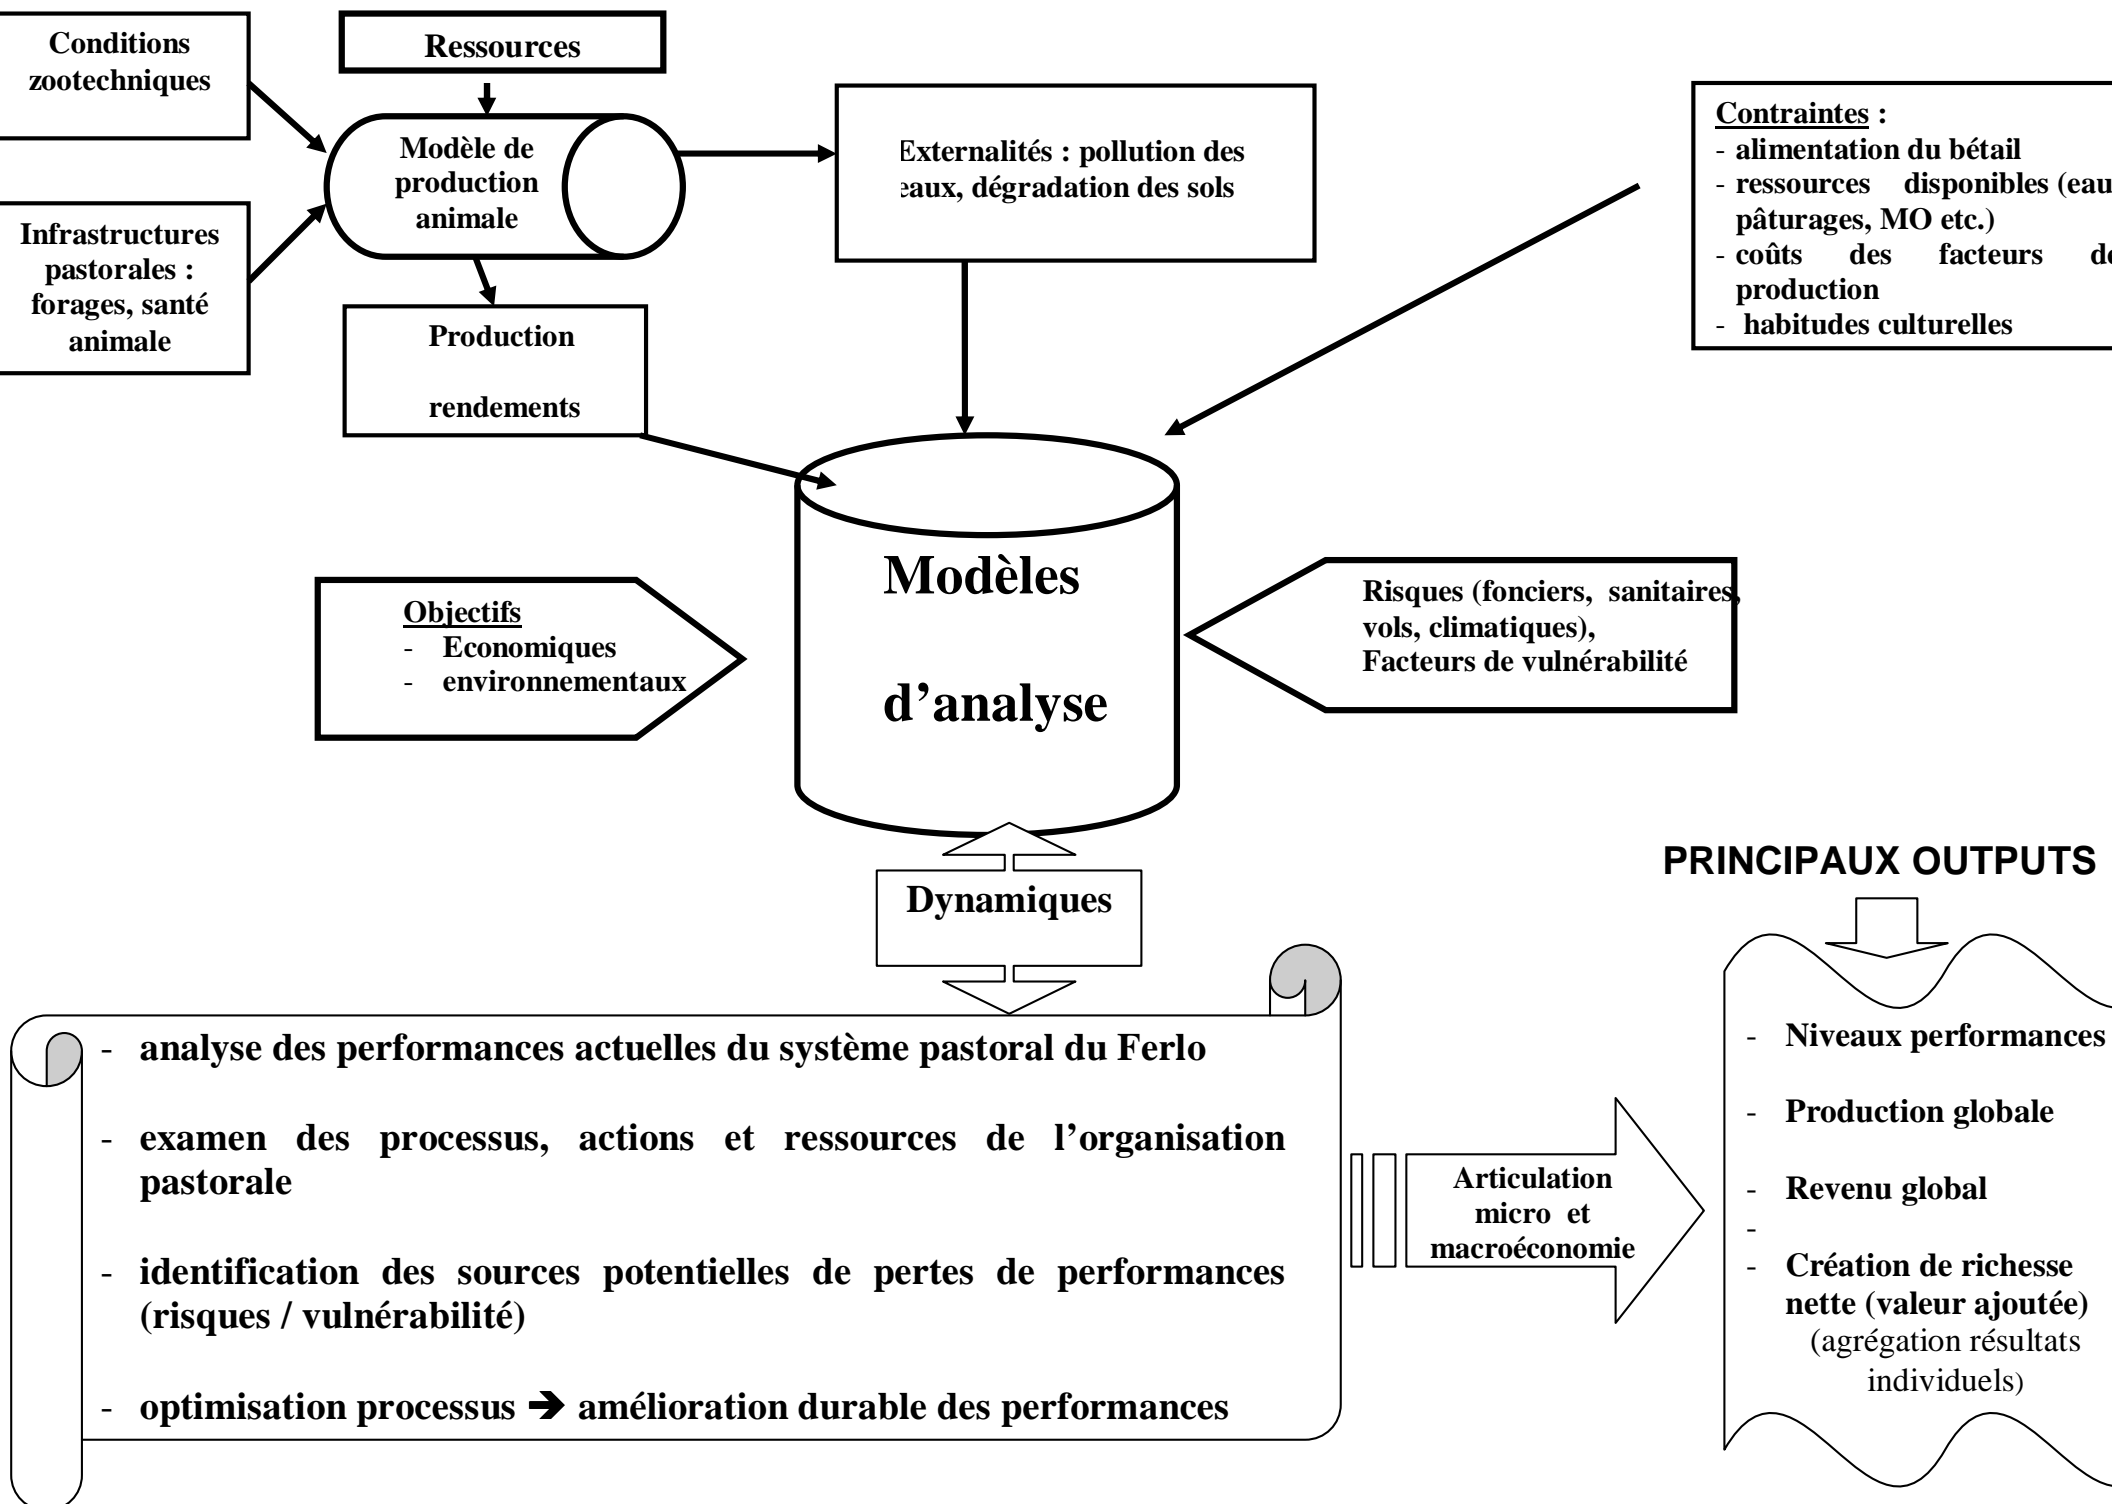 Conditions
zootechniques
Ressources
Modèle de
production
animale
Externalités : pollution des
eaux, dégradation des sols
Contraintes :
- alimentation du bétail
- ressources disponibles (eau
pâturages, MO etc.)
- coûts des facteurs de
production
- habitudes culturelles
Infrastructures
pastorales :
forages, santé
animale
Production
rendements
Modèles
d’analyse
Objectifs
- Economiques
- environnementaux
Risques (fonciers, sanitaires,
vols, climatiques),
Facteurs de vulnérabilité
Dynamiques
PRINCIPAUX OUTPUTS
- analyse des performances actuelles du système pastoral du Ferlo
- examen des processus, actions et ressources de l’organisation
pastorale
- identification des sources potentielles de pertes de performances
(risques / vulnérabilité)
- optimisation processus ➔ amélioration durable des performances
Articulation
micro et
macroéconomie
- Niveaux performances
- Production globale
- Revenu global
-
- Création de richesse
nette (valeur ajoutée)
(agrégation résultats
individuels)